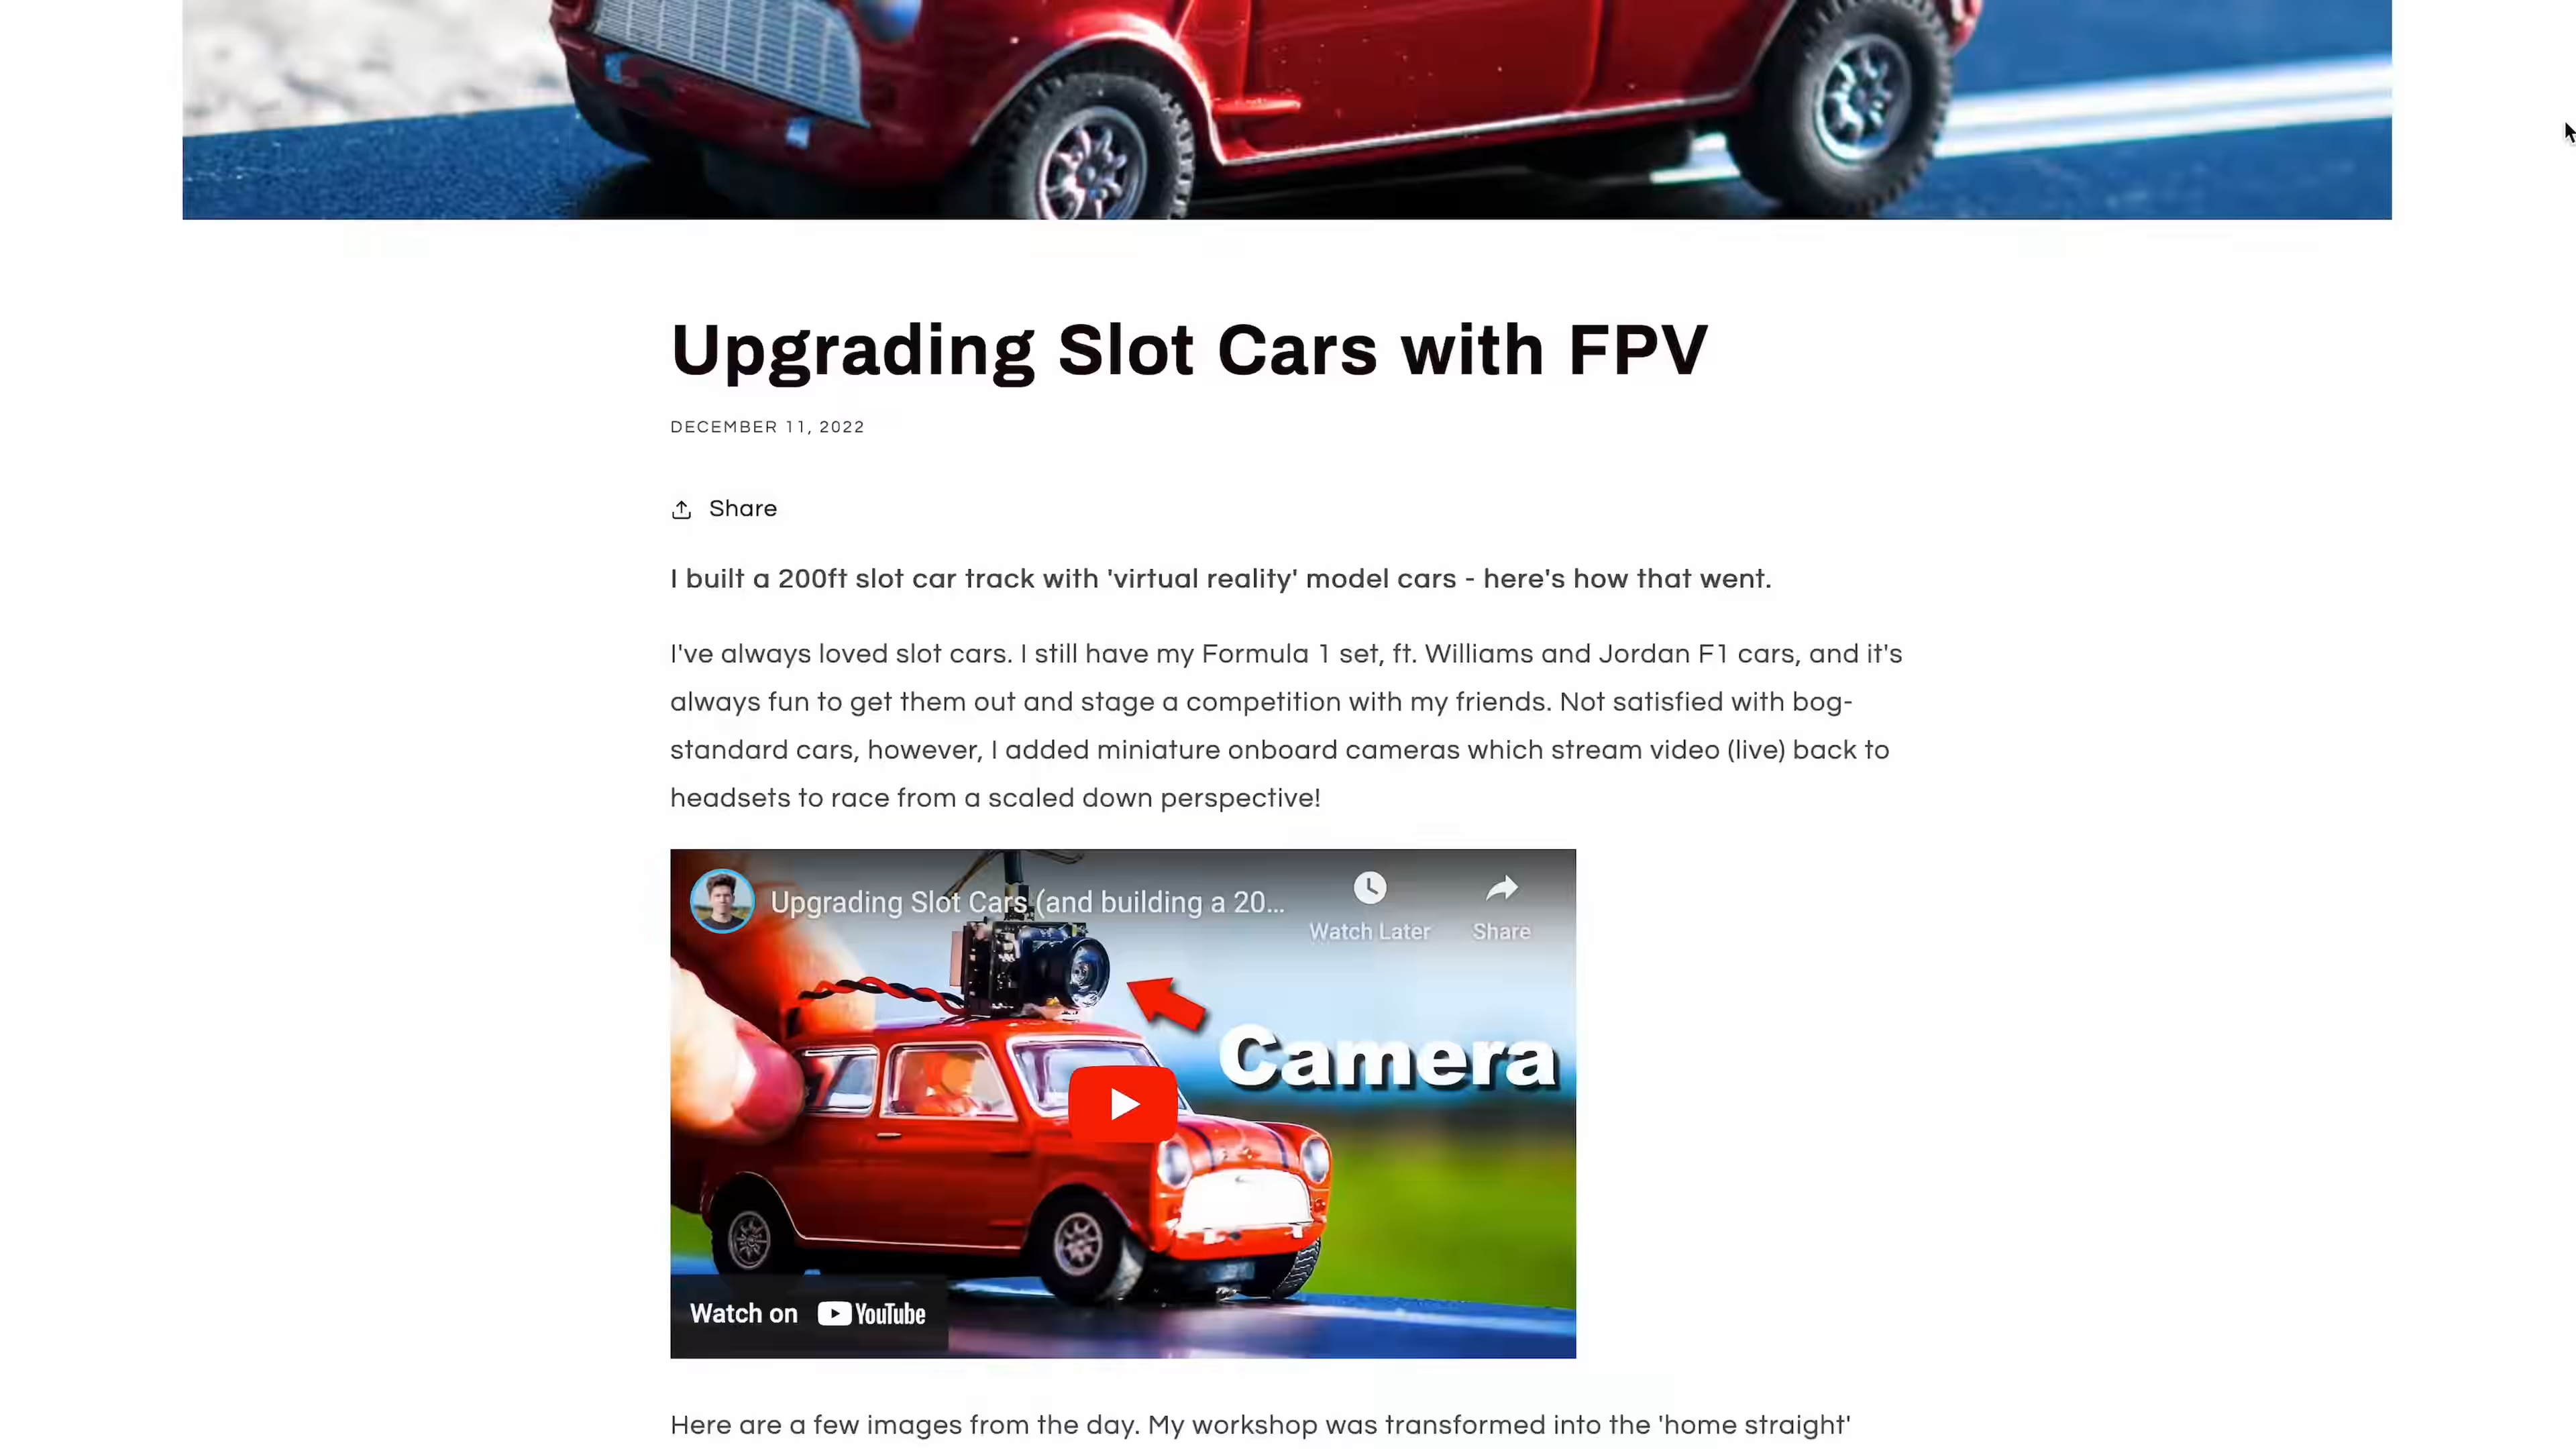 Upgrading Slot Cars with FPV
DECEMBER 11, 2022
Share
I built a 200ft slot car track with 'virtual reality' model cars - here's how that went.
I've always loved slot cars. I still have my Formula 1 set, ft. Williams and Jordan F1 cars, and it's
always fun to get them out and stage a competition with my friends. Not satisfied with bog-
standard cars, however, I added miniature onboard cameras which stream video (live) back to
headsets to race from a scaled down perspective!
Upgrading Slot Cars (and building a 20...
Watch Later
Share
Camera
Watch on YouTube
Here are a few images from the day. My workshop was transformed into the 'home straight'